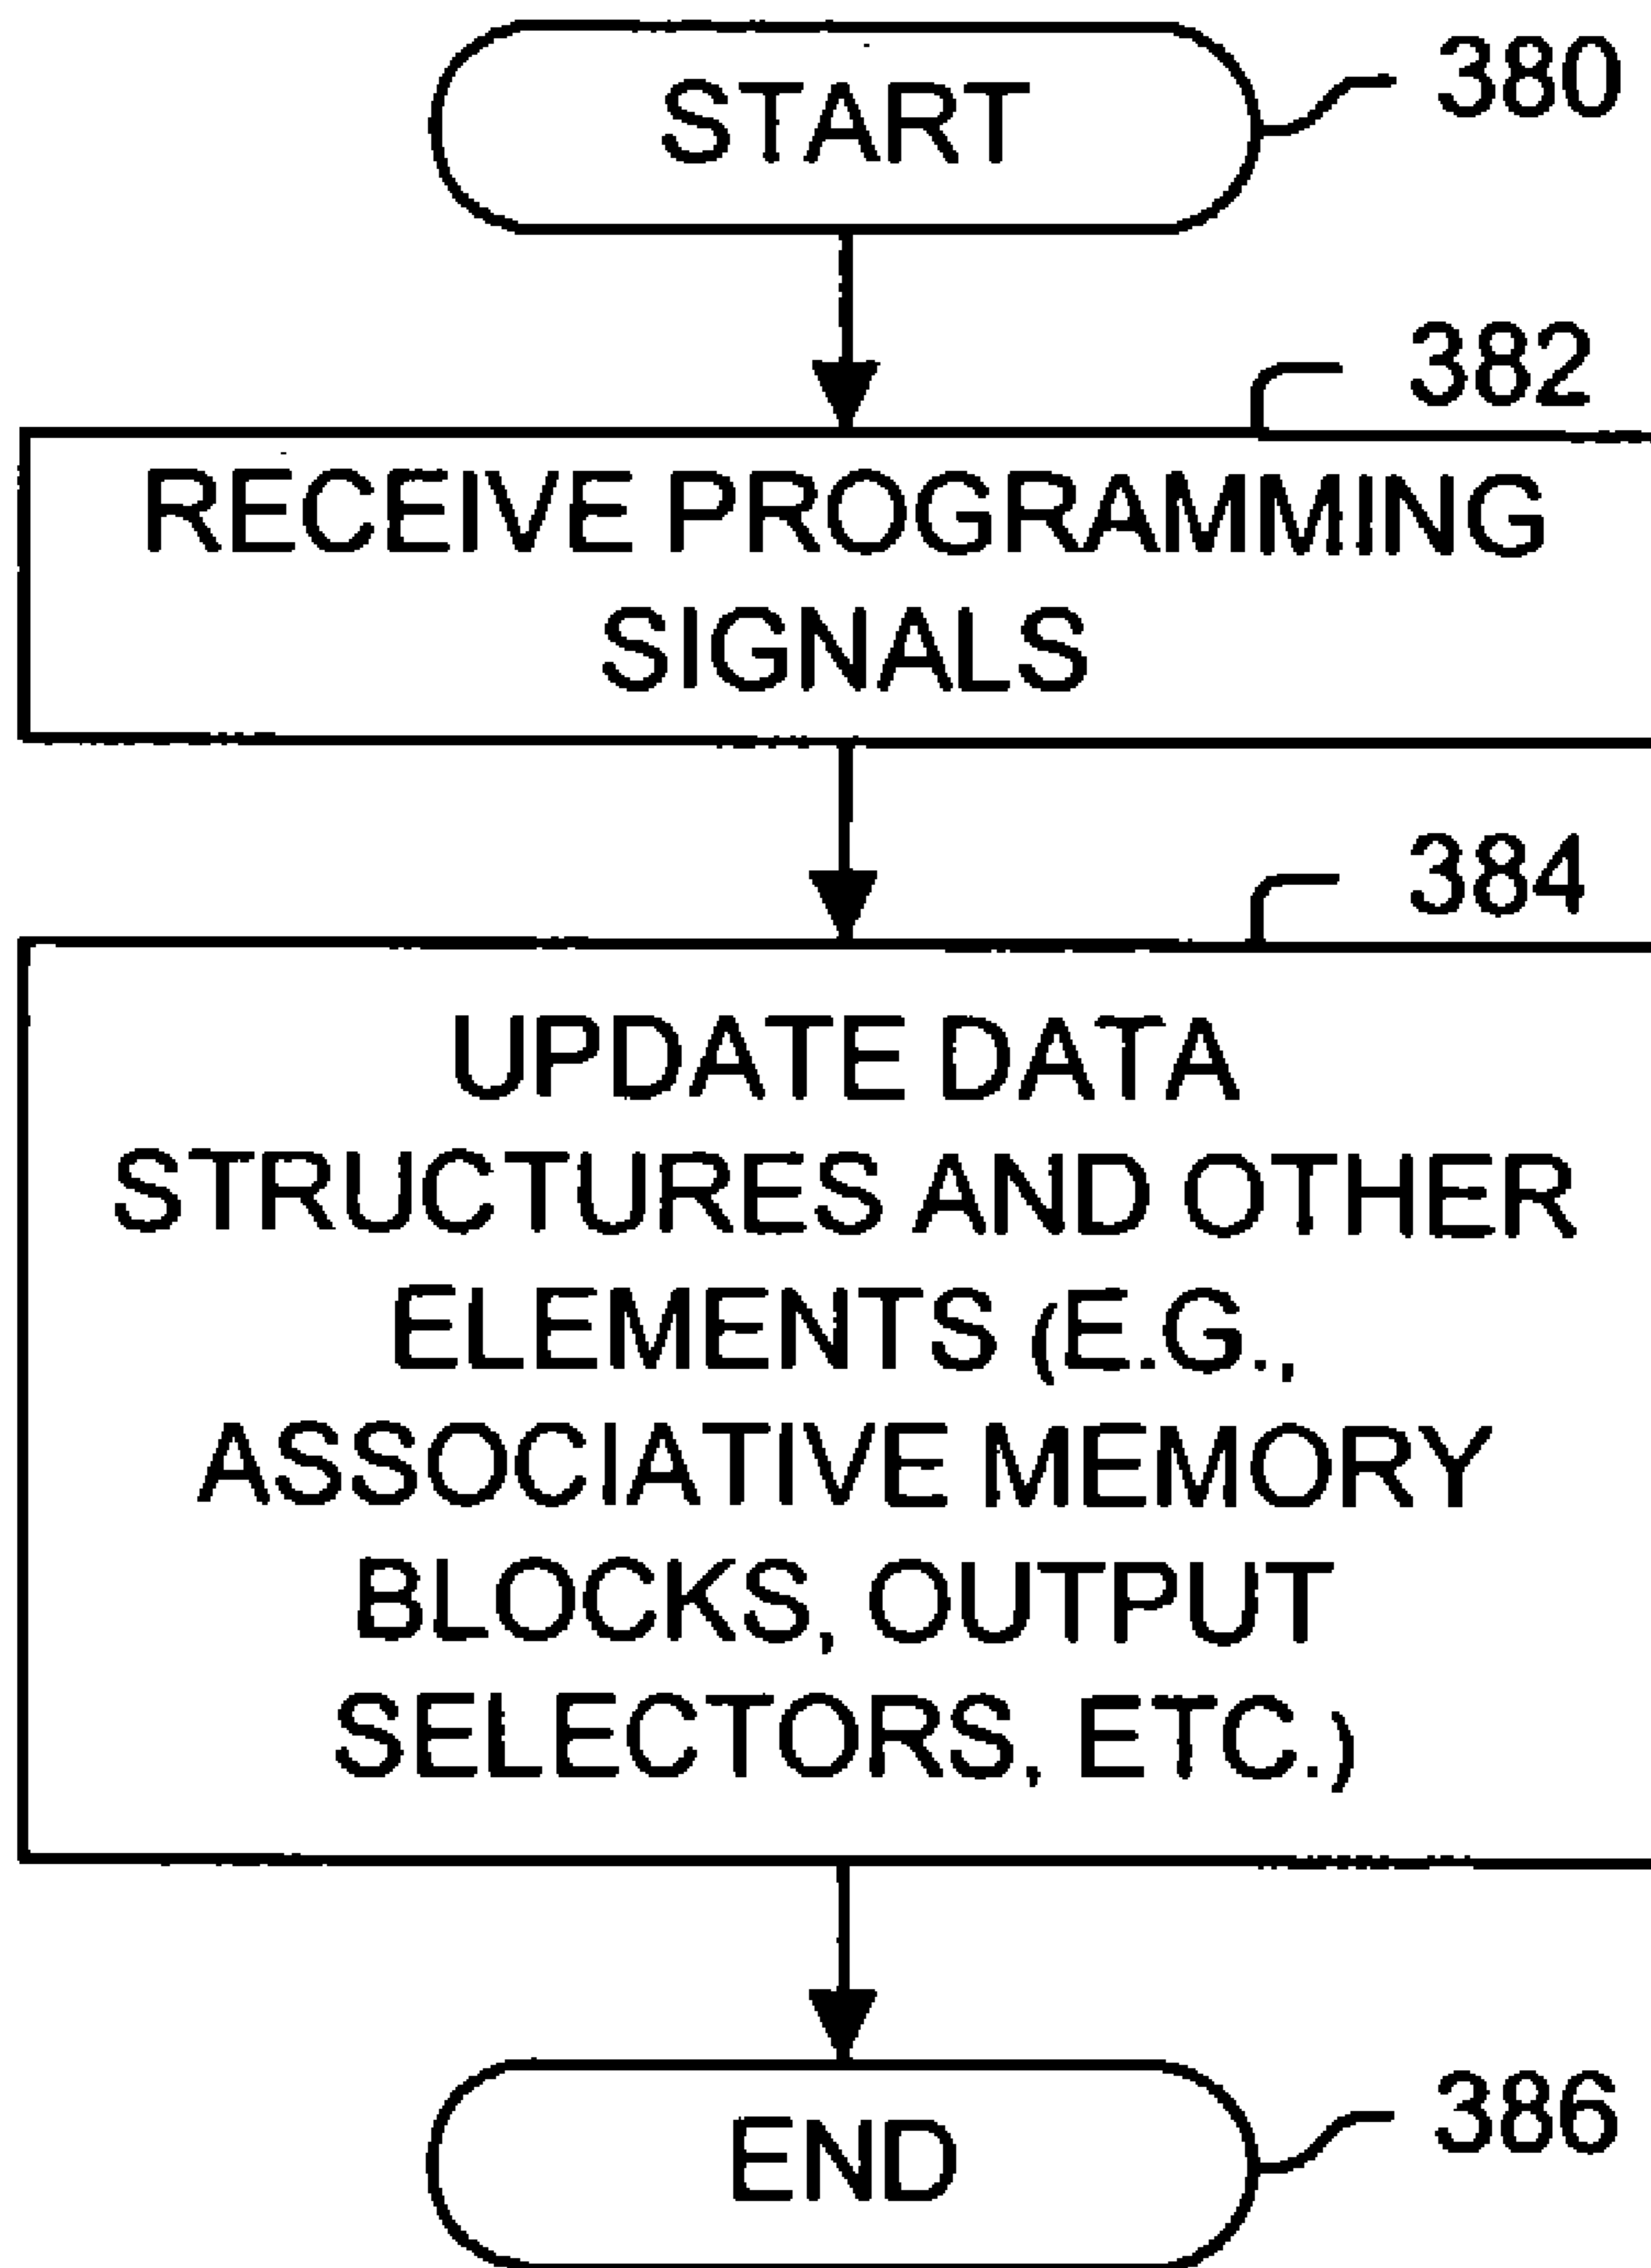 START
380
382
RECEIVE PROGRAMMING
SIGNALS
384
UPDATE DATA
STRUCTURES AND OTHER
ELEMENTS (E.G.,
ASSOCIATIVE MEMORY
BLOCKS, OUTPUT
SELECTORS, ETC.)
END
386